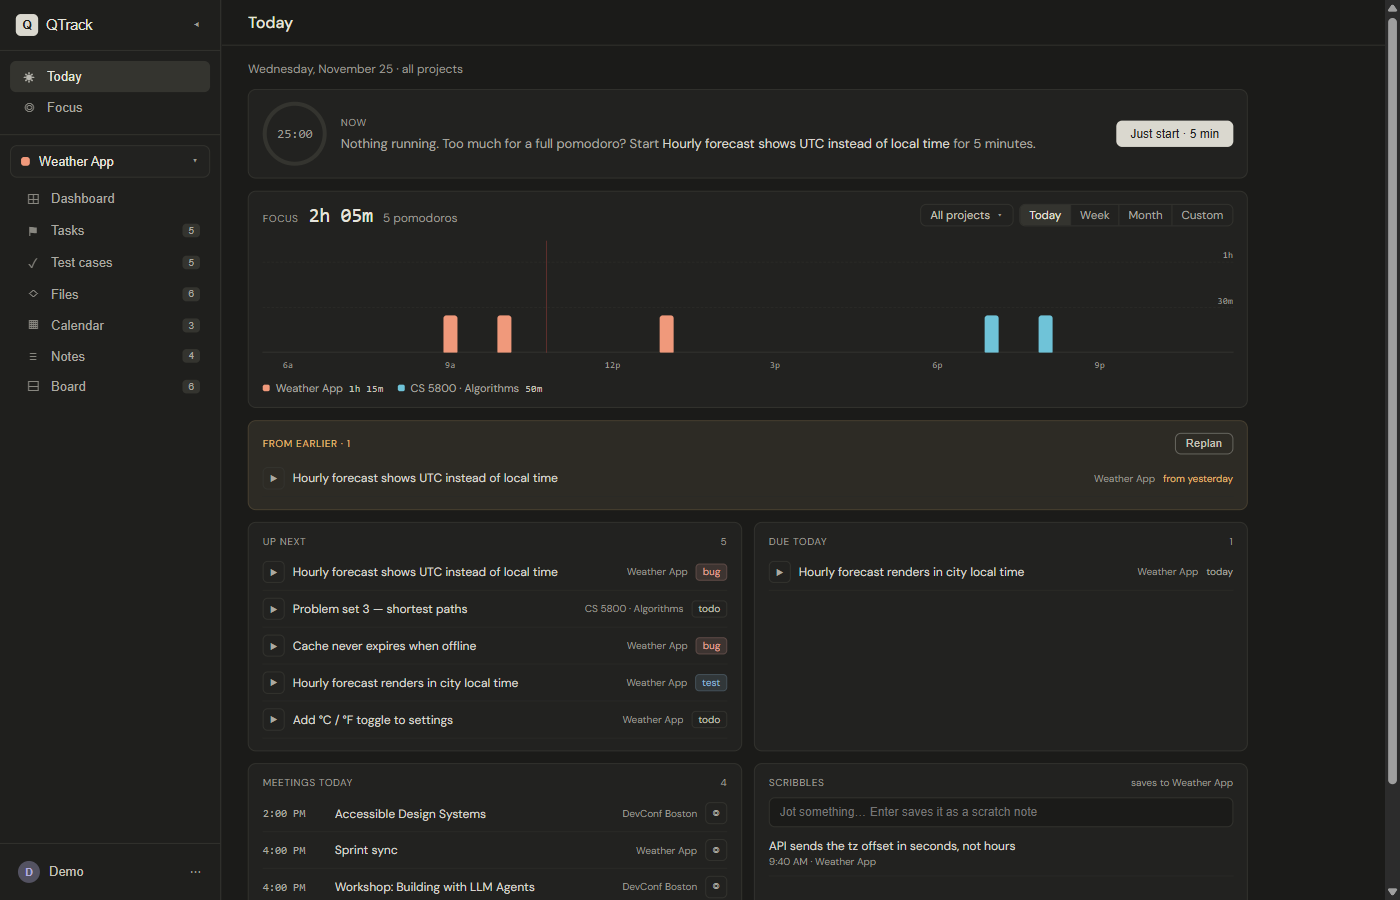 Q QTrack
Today
Focus
Weather App
Dashboard
Tasks 5
Test cases 5
Files 6
Calendar 3
Notes 4
Board 6
D Demo
Today
Wednesday, November 25 · all projects
25:00
NOW
Nothing running. Too much for a full pomodoro? Start Hourly forecast shows UTC instead of local time for 5 minutes.
Just start · 5 min
FOCUS 2h 05m 5 pomodoros
All projects Today Week Month Custom
1h
30m
6a 9a 12p 3p 6p 9p
Weather App 1h 15m CS 5800 · Algorithms 50m
FROM EARLIER · 1
Replan
Hourly forecast shows UTC instead of local time Weather App from yesterday
UP NEXT 5
Hourly forecast shows UTC instead of local time Weather App bug
Problem set 3 — shortest paths CS 5800 · Algorithms todo
Cache never expires when offline Weather App bug
Hourly forecast renders in city local time Weather App test
Add °C / °F toggle to settings Weather App todo
DUE TODAY 1
Hourly forecast renders in city local time Weather App today
MEETINGS TODAY 4
2:00 PM Accessible Design Systems DevConf Boston
4:00 PM Sprint sync Weather App
4:00 PM Workshop: Building with LLM Agents DevConf Boston
SCRIBBLES saves to Weather App
Jot something… Enter saves it as a scratch note
API sends the tz offset in seconds, not hours
9:40 AM · Weather App